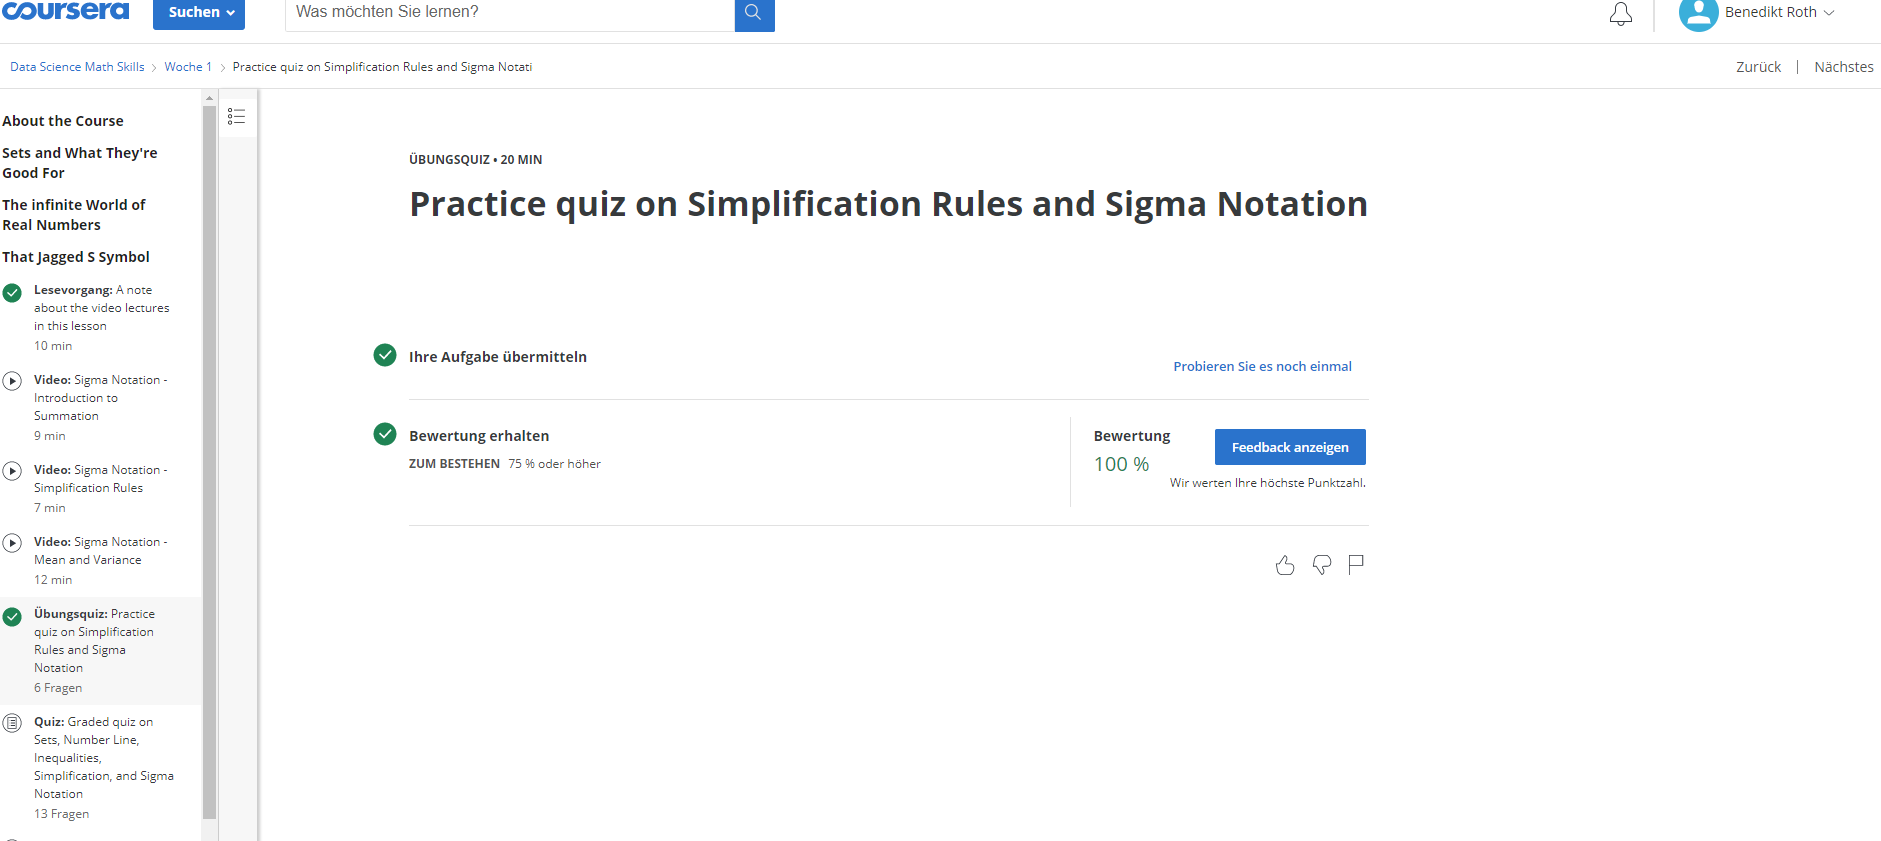 coursera
Suchen
Was möchten Sie lernen?
Benedikt Roth
Data Science Math Skills
Woche 1
Practice quiz on Simplification Rules and Sigma Notati
Zurück
Nächstes
About the Course
Sets and What They're
Good For
The infinite World of
Real Numbers
That Jagged S Symbol
Lesevorgang: A note
about the video lectures
in this lesson
10 min
Video: Sigma Notation -
Introduction to
Summation
9 min
Video: Sigma Notation -
Simplification Rules
7 min
Video: Sigma Notation -
Mean and Variance
12 min
Übungsquiz: Practice
quiz on Simplification
Rules and Sigma
Notation
6 Fragen
Quiz: Graded quiz on
Sets, Number Line,
Inequalities,
Simplification, and Sigma
Notation
13 Fragen
ÜBUNGSQUIZ • 20 MIN
Practice quiz on Simplification Rules and Sigma Notation
Ihre Aufgabe übermitteln
Probieren Sie es noch einmal
Bewertung erhalten
ZUM BESTEHEN 75 % oder höher
Bewertung
100 %
Feedback anzeigen
Wir werten Ihre höchste Punktzahl.